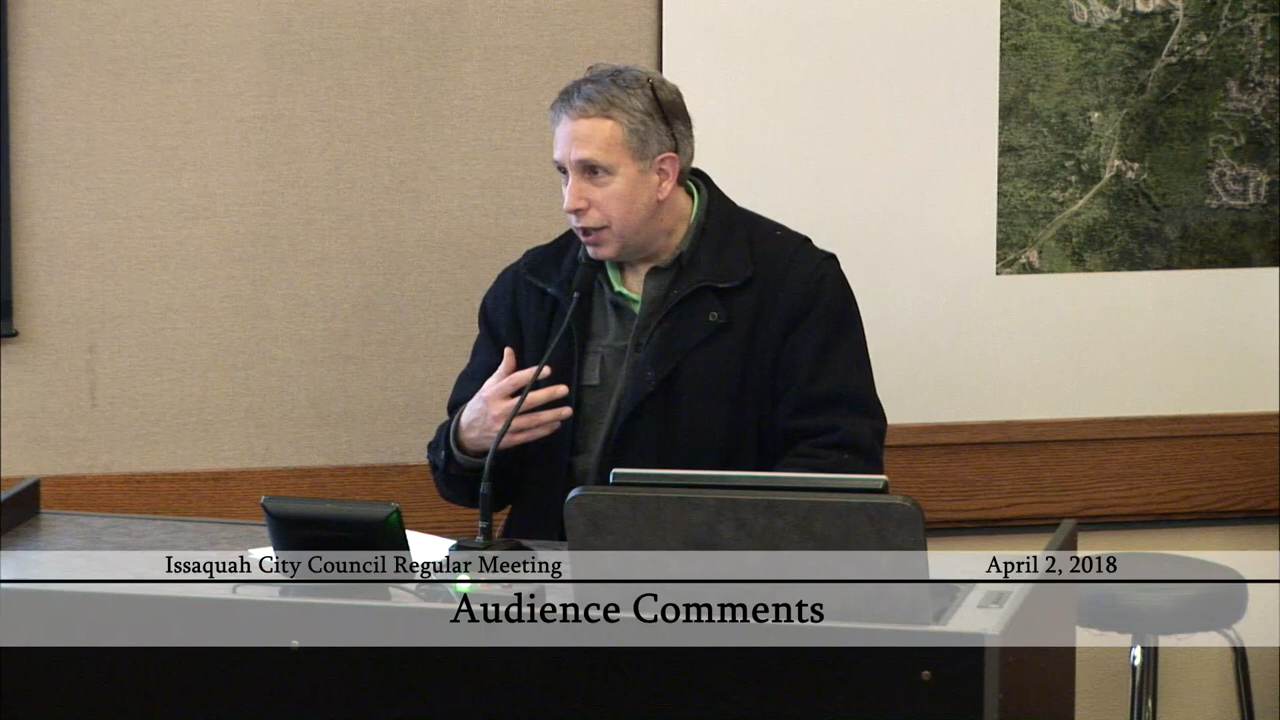 Issaquah City Council Regular Meeting
April 2, 2018
Audience Comments